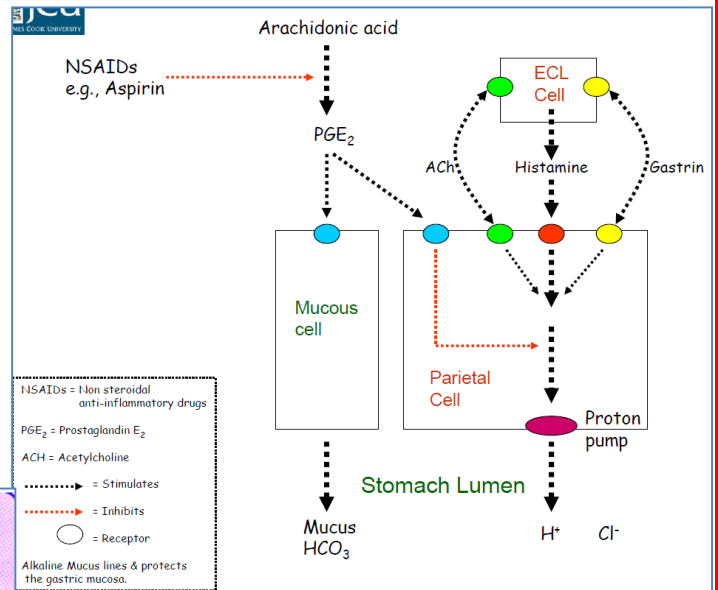 JCU
JAMES COOK UNIVERSITY
Arachidonic acid
NSAIDs
e.g., Aspirin
ECL
Cell
PGE₂
ACh
Histamine
Gastrin
Mucous
cell
Parietal
Cell
Proton
pump
Stomach Lumen
Mucus
HCO₃
H⁺ Cl⁻
NSAIDs = Non steroidal
anti-inflammatory drugs
PGE₂ = Prostaglandin E₂
ACH = Acetylcholine
= Stimulates
= Inhibits
= Receptor
Alkaline Mucus lines & protects
the gastric mucosa.